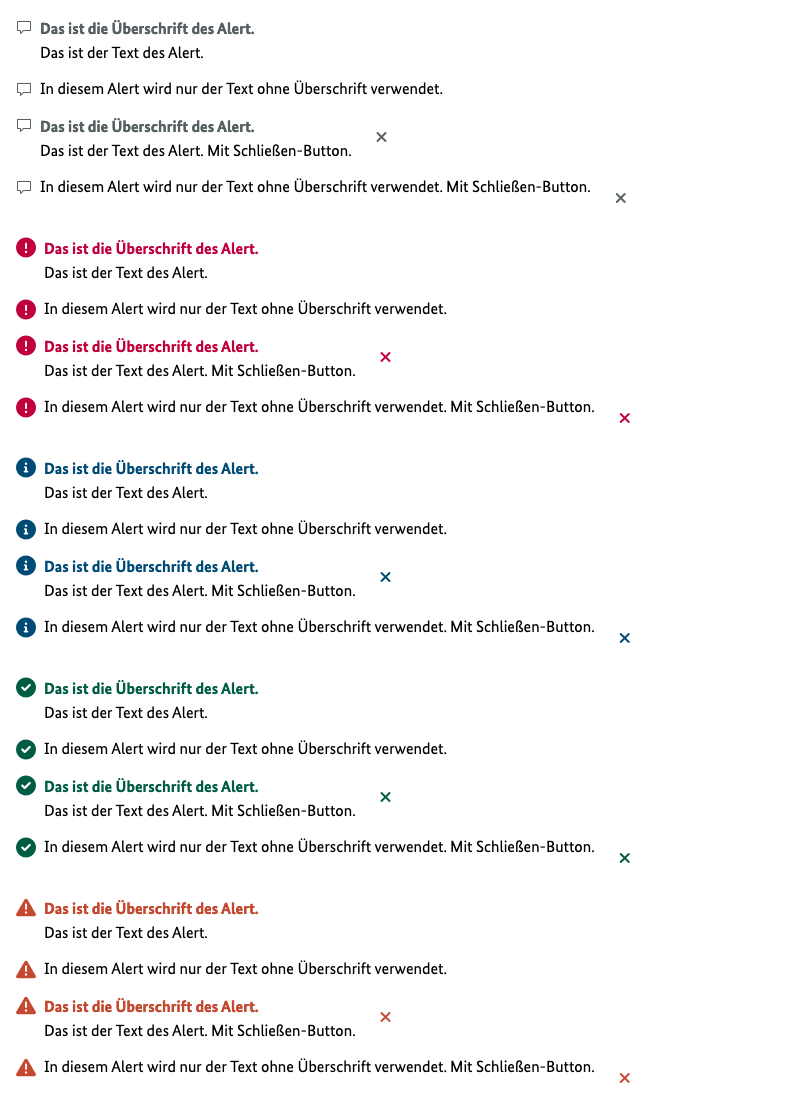 Das ist die Überschrift des Alert.
Das ist der Text des Alert.
In diesem Alert wird nur der Text ohne Überschrift verwendet.
Das ist die Überschrift des Alert.
Das ist der Text des Alert. Mit Schließen-Button.
In diesem Alert wird nur der Text ohne Überschrift verwendet. Mit Schließen-Button.
Das ist die Überschrift des Alert.
Das ist der Text des Alert.
In diesem Alert wird nur der Text ohne Überschrift verwendet.
Das ist die Überschrift des Alert.
Das ist der Text des Alert. Mit Schließen-Button.
In diesem Alert wird nur der Text ohne Überschrift verwendet. Mit Schließen-Button.
Das ist die Überschrift des Alert.
Das ist der Text des Alert.
In diesem Alert wird nur der Text ohne Überschrift verwendet.
Das ist die Überschrift des Alert.
Das ist der Text des Alert. Mit Schließen-Button.
In diesem Alert wird nur der Text ohne Überschrift verwendet. Mit Schließen-Button.
Das ist die Überschrift des Alert.
Das ist der Text des Alert.
In diesem Alert wird nur der Text ohne Überschrift verwendet.
Das ist die Überschrift des Alert.
Das ist der Text des Alert. Mit Schließen-Button.
In diesem Alert wird nur der Text ohne Überschrift verwendet. Mit Schließen-Button.
Das ist die Überschrift des Alert.
Das ist der Text des Alert.
In diesem Alert wird nur der Text ohne Überschrift verwendet.
Das ist die Überschrift des Alert.
Das ist der Text des Alert. Mit Schließen-Button.
In diesem Alert wird nur der Text ohne Überschrift verwendet. Mit Schließen-Button.